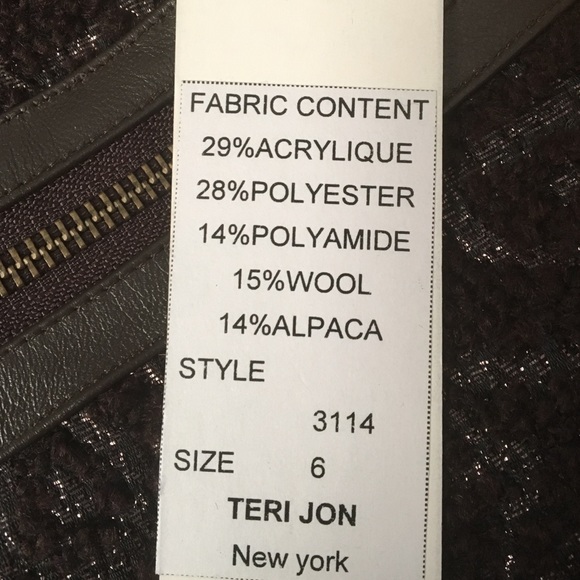 FABRIC CONTENT
29%ACRYLIQUE
28%POLYESTER
14%POLYAMIDE
15%WOOL
14%ALPACA
STYLE
3114
SIZE 6
TERI JON
New york